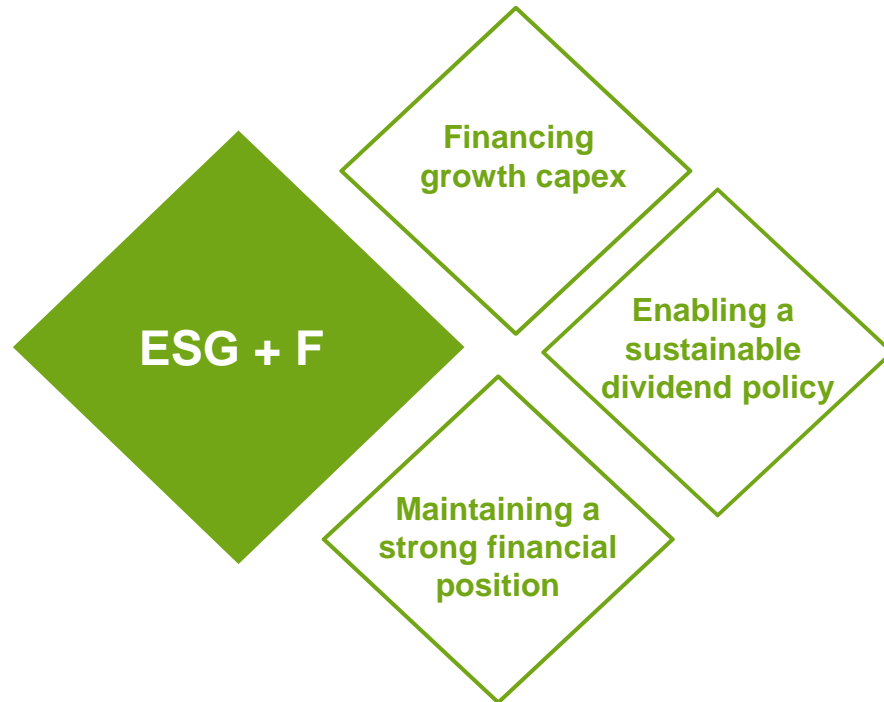 Financing
growth capex
ESG + F
Enabling a
sustainable
dividend policy
Maintaining a
strong financial
position